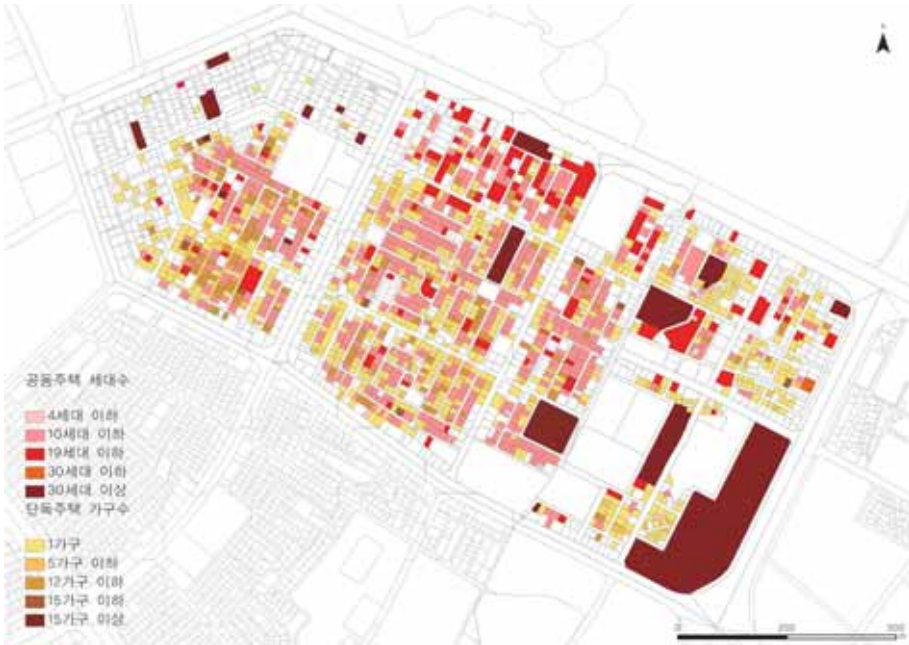 N
공동주택 세대수
4세대 이하
10세대 이하
19세대 이하
30세대 이하
30세대 이상
단독주택 가구수
1가구
5가구 이하
12가구 이하
15가구 이하
15가구 이상
0